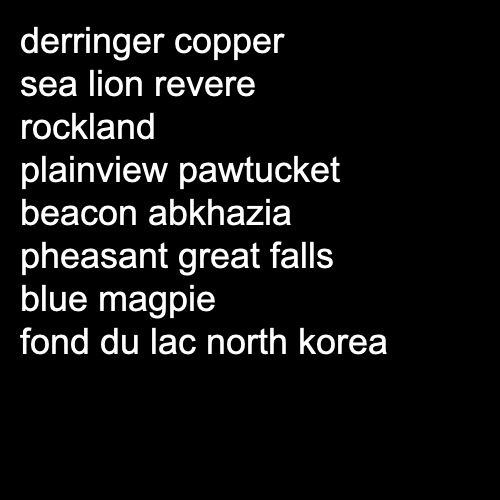 derringer copper
sea lion revere
rockland
plainview pawtucket
beacon abkhazia
pheasant great falls
blue magpie
fond du lac north korea